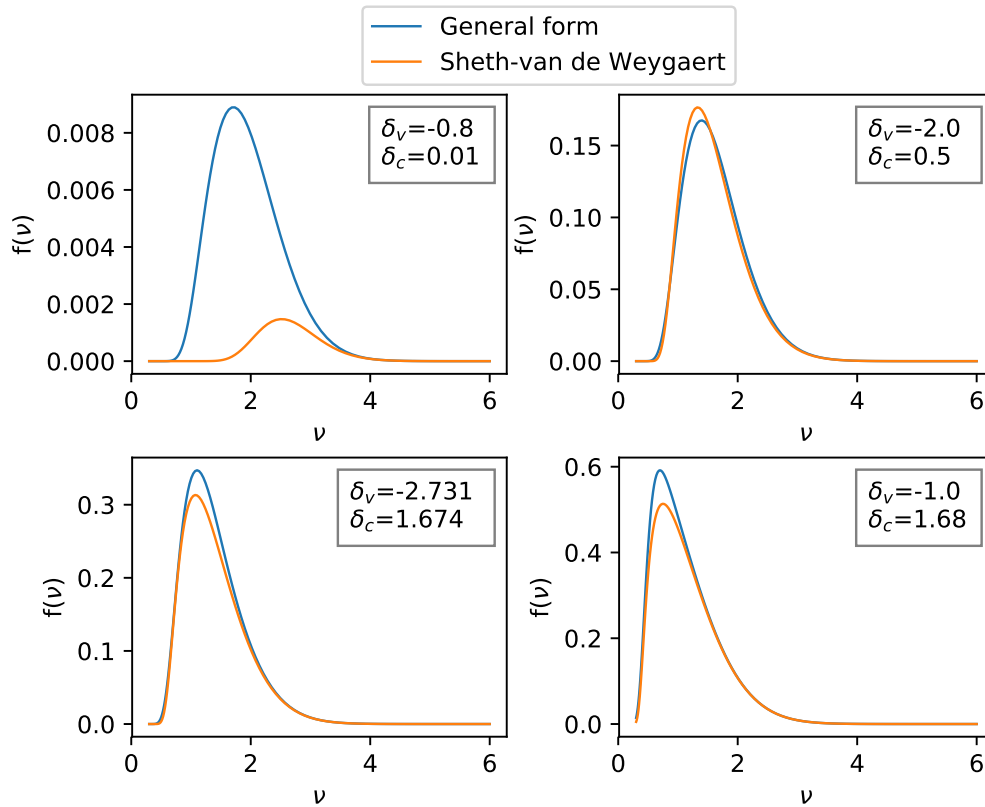 General form
Sheth-van de Weygaert
δv=-0.8
δc=0.01
0.008
0.006
0.004
0.002
0.000
f(ν)
0 2 4 6
ν
δv=-2.0
δc=0.5
0.15
0.10
0.05
0.00
f(ν)
0 2 4 6
ν
δv=-2.731
δc=1.674
0.3
0.2
0.1
0.0
f(ν)
0 2 4 6
ν
δv=-1.0
δc=1.68
0.6
0.4
0.2
0.0
f(ν)
0 2 4 6
ν